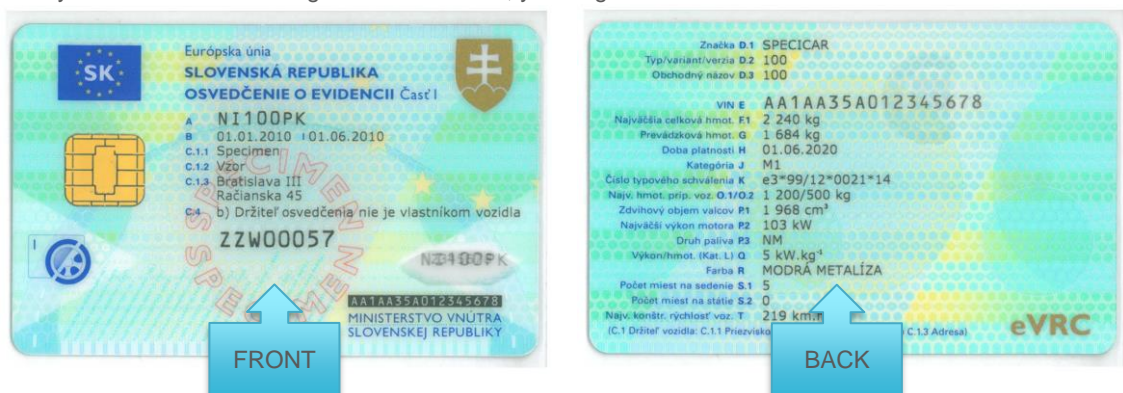 Európska únia
SLOVENSKÁ REPUBLIKA
OSVEDČENIE O EVIDENCII Časť I
SK
A NI100PK
B 01.01.2010 I 01.06.2010
C.1.1 Specimen
C.1.2 Vzor
C.1.3 Bratislava III
Račianska 45
C.4 b) Držiteľ osvedčenia nie je vlastníkom vozidla
ZZW00057
SPECIMEN SPECIMEN
I
NI100PK
AA1AA35A012345678
MINISTERSTVO VNÚTRA
SLOVENSKEJ REPUBLIKY
FRONT
Značka D.1 SPECICAR
Typ/variant/verzia D.2 100
Obchodný názov D.3 100
VIN E AA1AA35A012345678
Najväčšia celková hmot. F.1 2 240 kg
Prevádzková hmot. G 1 684 kg
Doba platnosti H 01.06.2020
Kategória J M1
Číslo typového schválenia K e3*99/12*0021*14
Najv. hmot. príp. voz. O.1/O.2 1 200/500 kg
Zdvihový objem valcov P.1 1 968 cm³
Najväčší výkon motora P.2 103 kW
Druh paliva P.3 NM
Výkon/hmot. (Kat. L) Q 5 kW.kg⁻¹
Farba R MODRÁ METALÍZA
Počet miest na sedenie S.1 5
Počet miest na státie S.2 0
Najv. konštr. rýchlosť voz. T 219 km.
(C.1 Držiteľ vozidla: C.1.1 C.1.3 Adresa)
eVRC
BACK